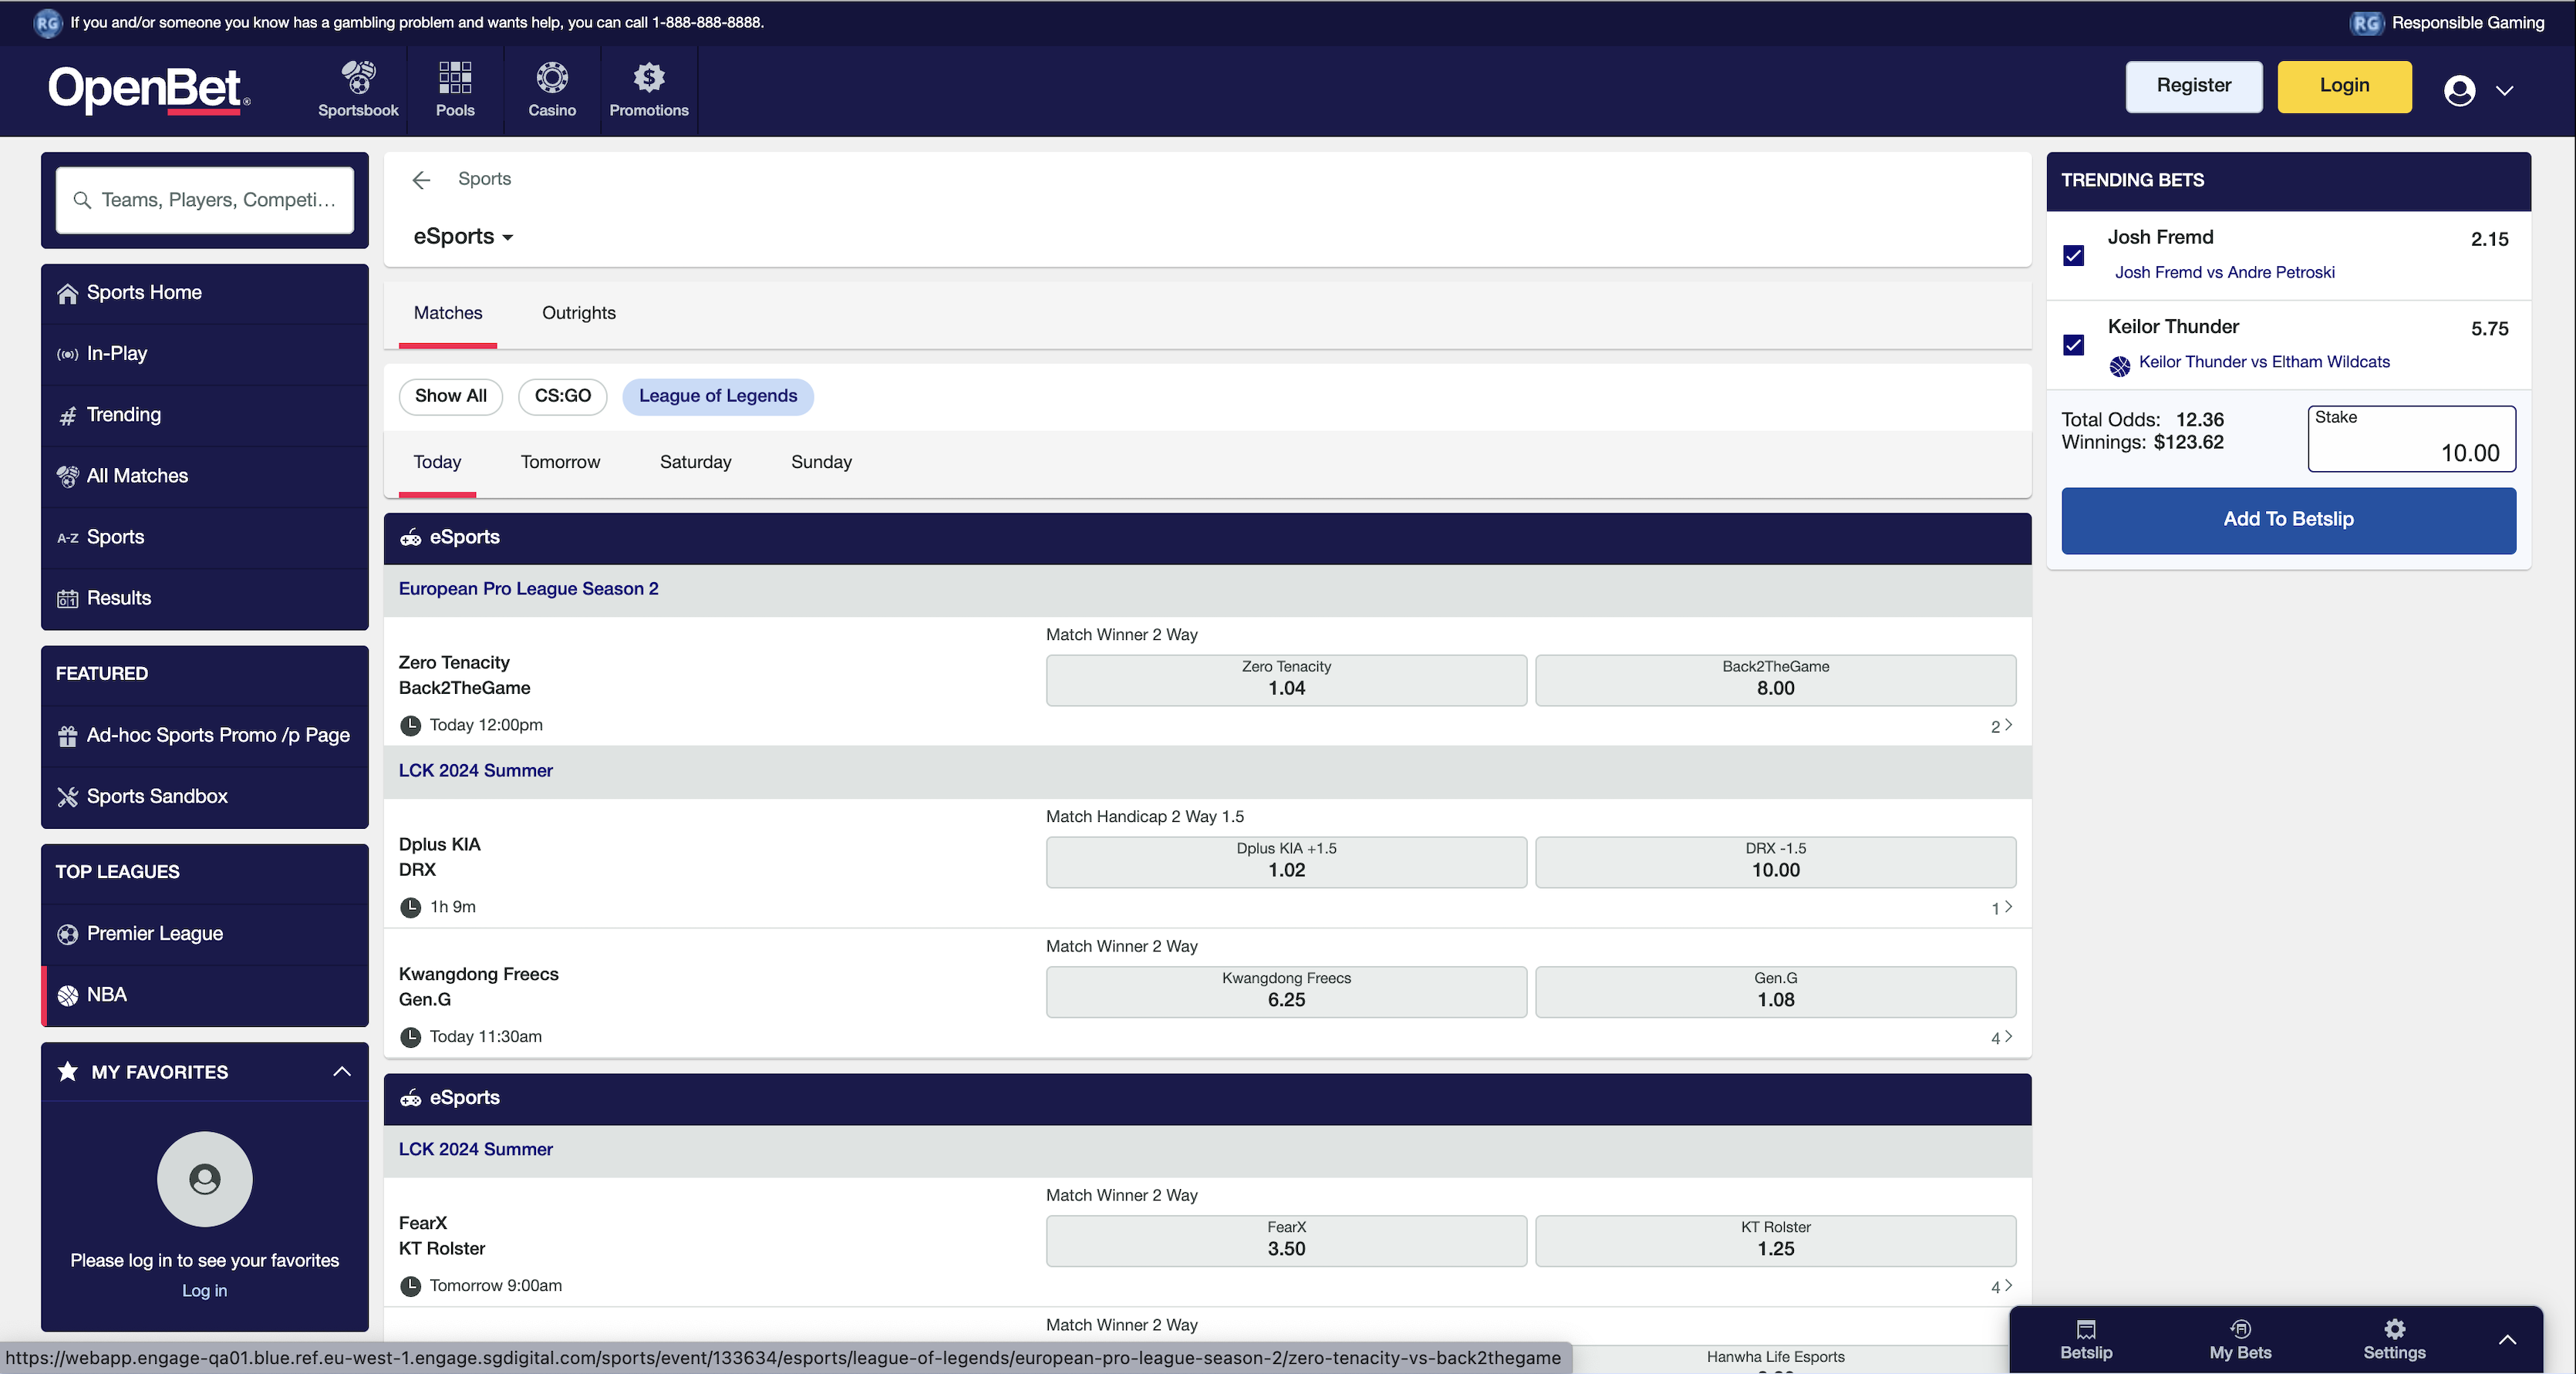 RG If you and/or someone you know has a gambling problem and wants help, you can call 1-888-888-8888.
RG Responsible Gaming
OpenBet®
Sportsbook
Pools
Casino
Promotions
Register
Login
Teams, Players, Competi...
Sports Home
In-Play
Trending
All Matches
A-Z Sports
Results
FEATURED
Ad-hoc Sports Promo /p Page
Sports Sandbox
TOP LEAGUES
Premier League
NBA
MY FAVORITES
Please log in to see your favorites
Log in
Sports
eSports
Matches
Outrights
Show All
CS:GO
League of Legends
Today
Tomorrow
Saturday
Sunday
eSports
European Pro League Season 2
Match Winner 2 Way
Zero Tenacity
Back2TheGame
Zero Tenacity
1.04
Back2TheGame
8.00
Today 12:00pm
2
LCK 2024 Summer
Match Handicap 2 Way 1.5
Dplus KIA
DRX
Dplus KIA +1.5
1.02
DRX -1.5
10.00
1h 9m
1
Match Winner 2 Way
Kwangdong Freecs
Gen.G
Kwangdong Freecs
6.25
Gen.G
1.08
Today 11:30am
4
eSports
LCK 2024 Summer
Match Winner 2 Way
FearX
KT Rolster
FearX
3.50
KT Rolster
1.25
Tomorrow 9:00am
4
Match Winner 2 Way
Hanwha Life Esports
TRENDING BETS
Josh Fremd
2.15
Josh Fremd vs Andre Petroski
Keilor Thunder
5.75
Keilor Thunder vs Eltham Wildcats
Total Odds: 12.36
Winnings: $123.62
Stake
10.00
Add To Betslip
Betslip
My Bets
Settings
https://webapp.engage-qa01.blue.ref.eu-west-1.engage.sgdigital.com/sports/event/133634/esports/league-of-legends/european-pro-league-season-2/zero-tenacity-vs-back2thegame